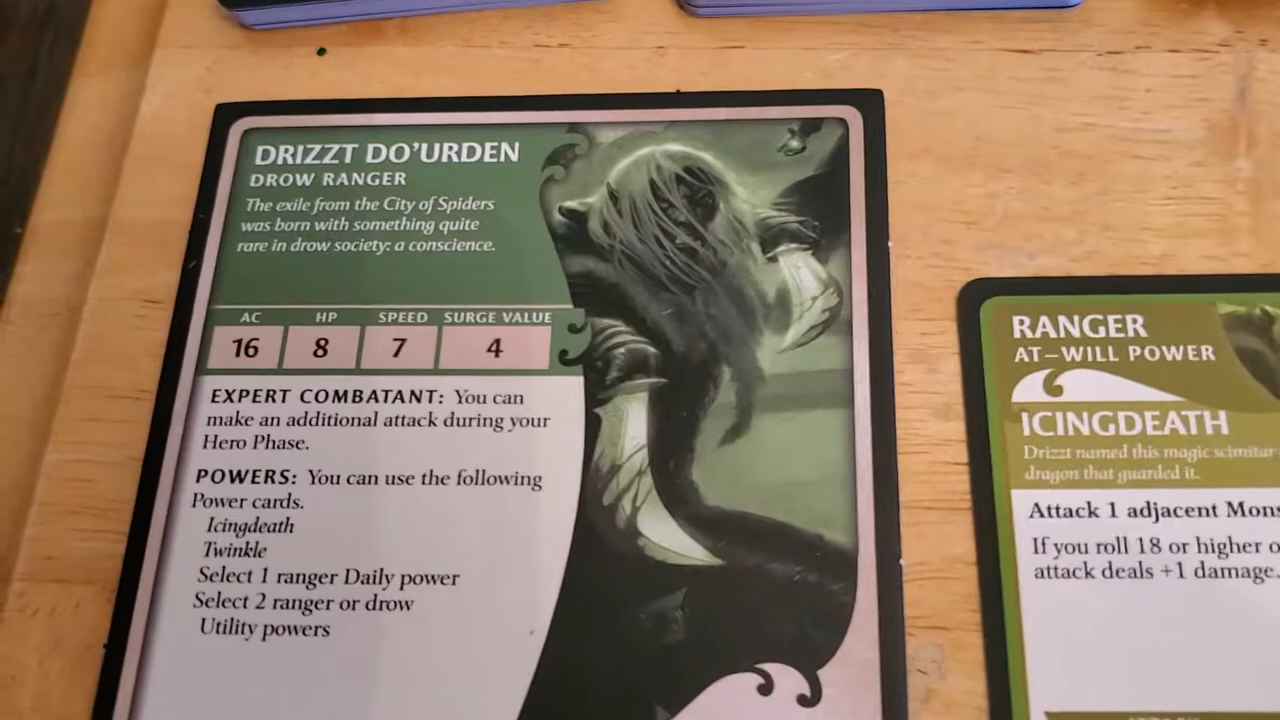 DRIZZT DO'URDEN
DROW RANGER
The exile from the City of Spiders
was born with something quite
rare in drow society: a conscience.
AC HP SPEED SURGE VALUE
16 8 7 4
EXPERT COMBATANT: You can
make an additional attack during your
Hero Phase.
POWERS: You can use the following
Power cards.
Icingdeath
Twinkle
Select 1 ranger Daily power
Select 2 ranger or drow
Utility powers
RANGER
AT-WILL POWER
ICINGDEATH
Drizzt named this magic scimitar
dragon that guarded it.
Attack 1 adjacent Mons
If you roll 18 or higher o
attack deals +1 damage.